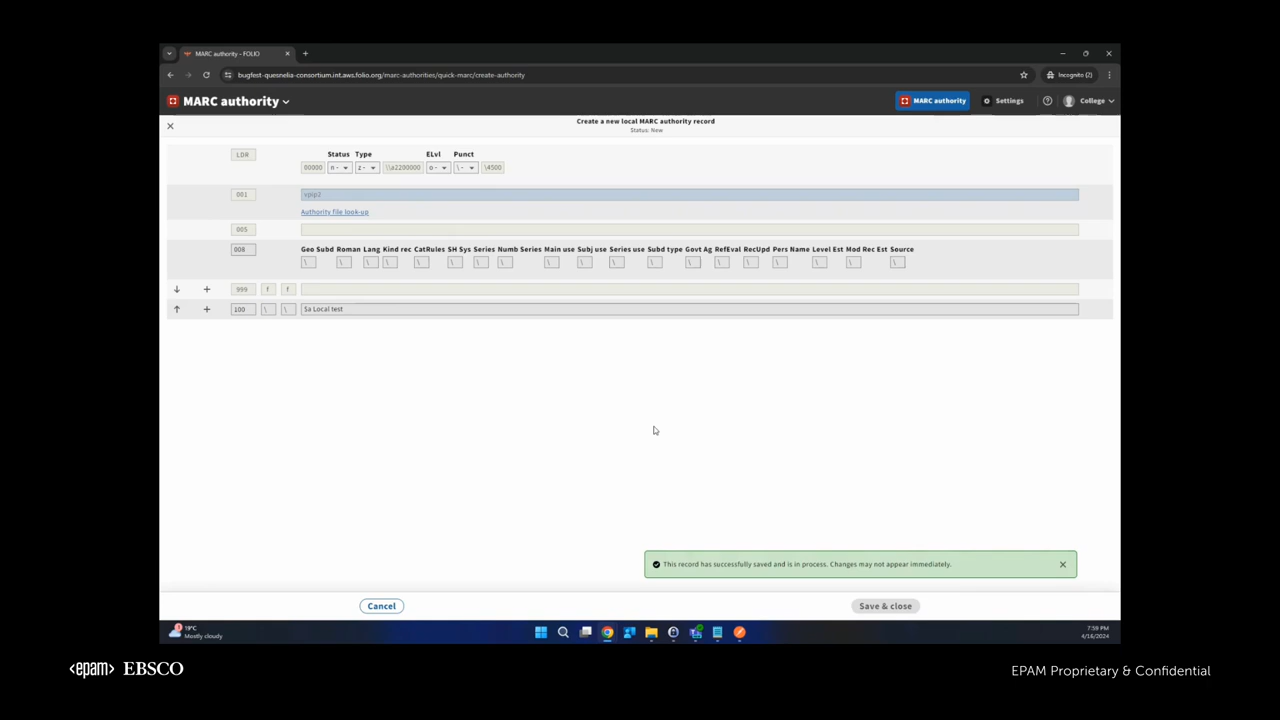 MARC authority - FOLIO
bugfest-quesnelia-consortium.int.aws.folio.org/marc-authorities/quick-marc/create-authority
Incognito (2)
MARC authority
MARC authority
Settings
College
Create a new local MARC authority record
Status: New
Status Type ELvl Punct
LDR 00000 n - z - \\a2200000 o - \ - \4500
001 vpip2
Authority file look-up
005
Geo Subd Roman Lang Kind rec CatRules SH Sys Series Numb Series Main use Subj use Series use Subd type Govt Ag RefEval RecUpd Pers Name Level Est Mod Rec Est Source
008 \ \ \ \ \ \ \ \ \ \ \ \ \ \ \ \ \ \ \
999 f f
100 \ \ $a Local test
This record has successfully saved and is in process. Changes may not appear immediately.
Cancel
Save & close
19°C
Mostly cloudy
7:59 PM
4/16/2024
<epam> EBSCO
EPAM Proprietary & Confidential